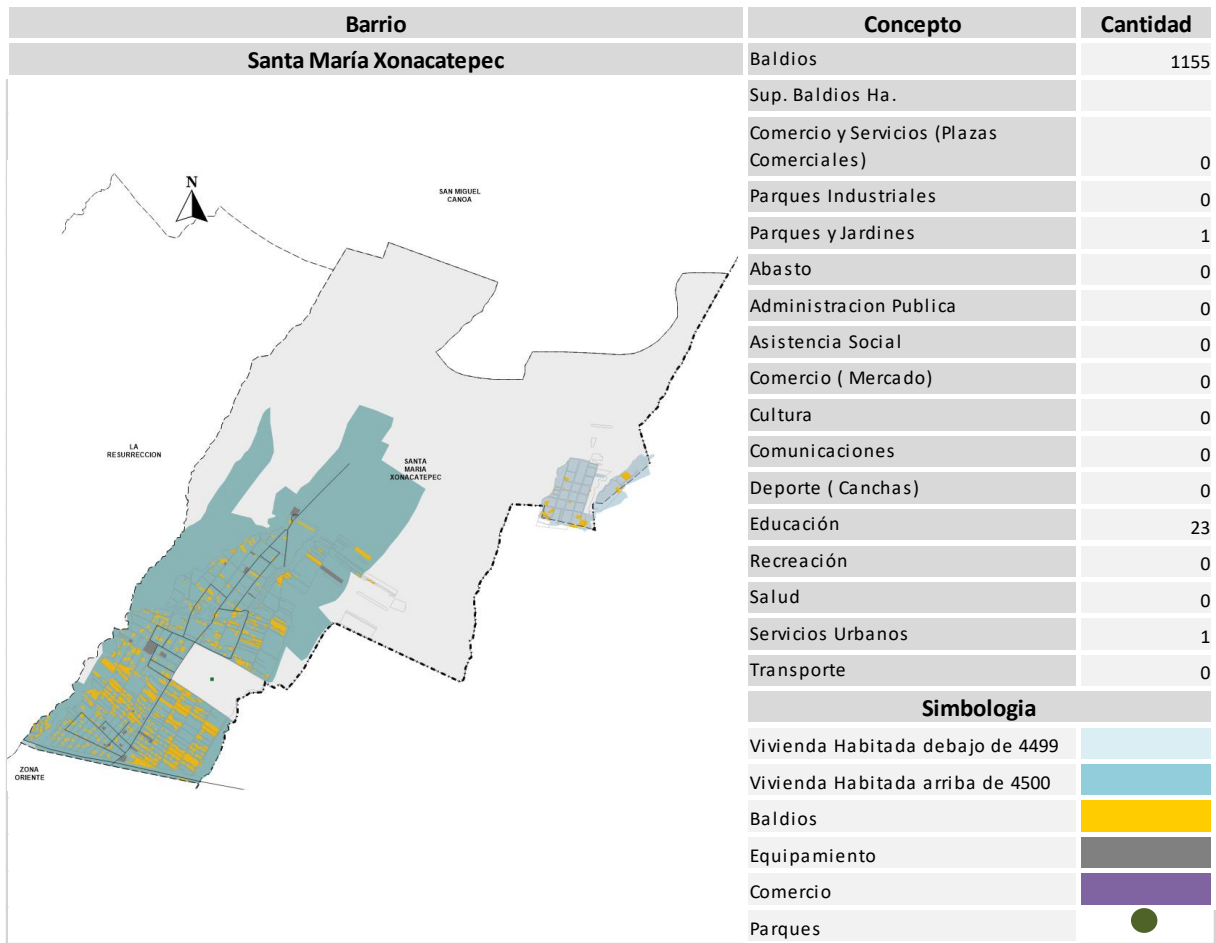 Barrio
Santa María Xonacatepec
N
SAN MIGUEL
CANOA
LA
RESURRECCION
SANTA
MARIA
XONACATEPEC
ZONA
ORIENTE
Concepto Cantidad
Baldios 1155
Sup. Baldios Ha.
Comercio y Servicios (Plazas
Comerciales) 0
Parques Industriales 0
Parques y Jardines 1
Abasto 0
Administracion Publica 0
Asistencia Social 0
Comercio ( Mercado) 0
Cultura 0
Comunicaciones 0
Deporte ( Canchas) 0
Educación 23
Recreación 0
Salud 0
Servicios Urbanos 1
Transporte 0
Simbologia
Vivienda Habitada debajo de 4499
Vivienda Habitada arriba de 4500
Baldios
Equipamiento
Comercio
Parques